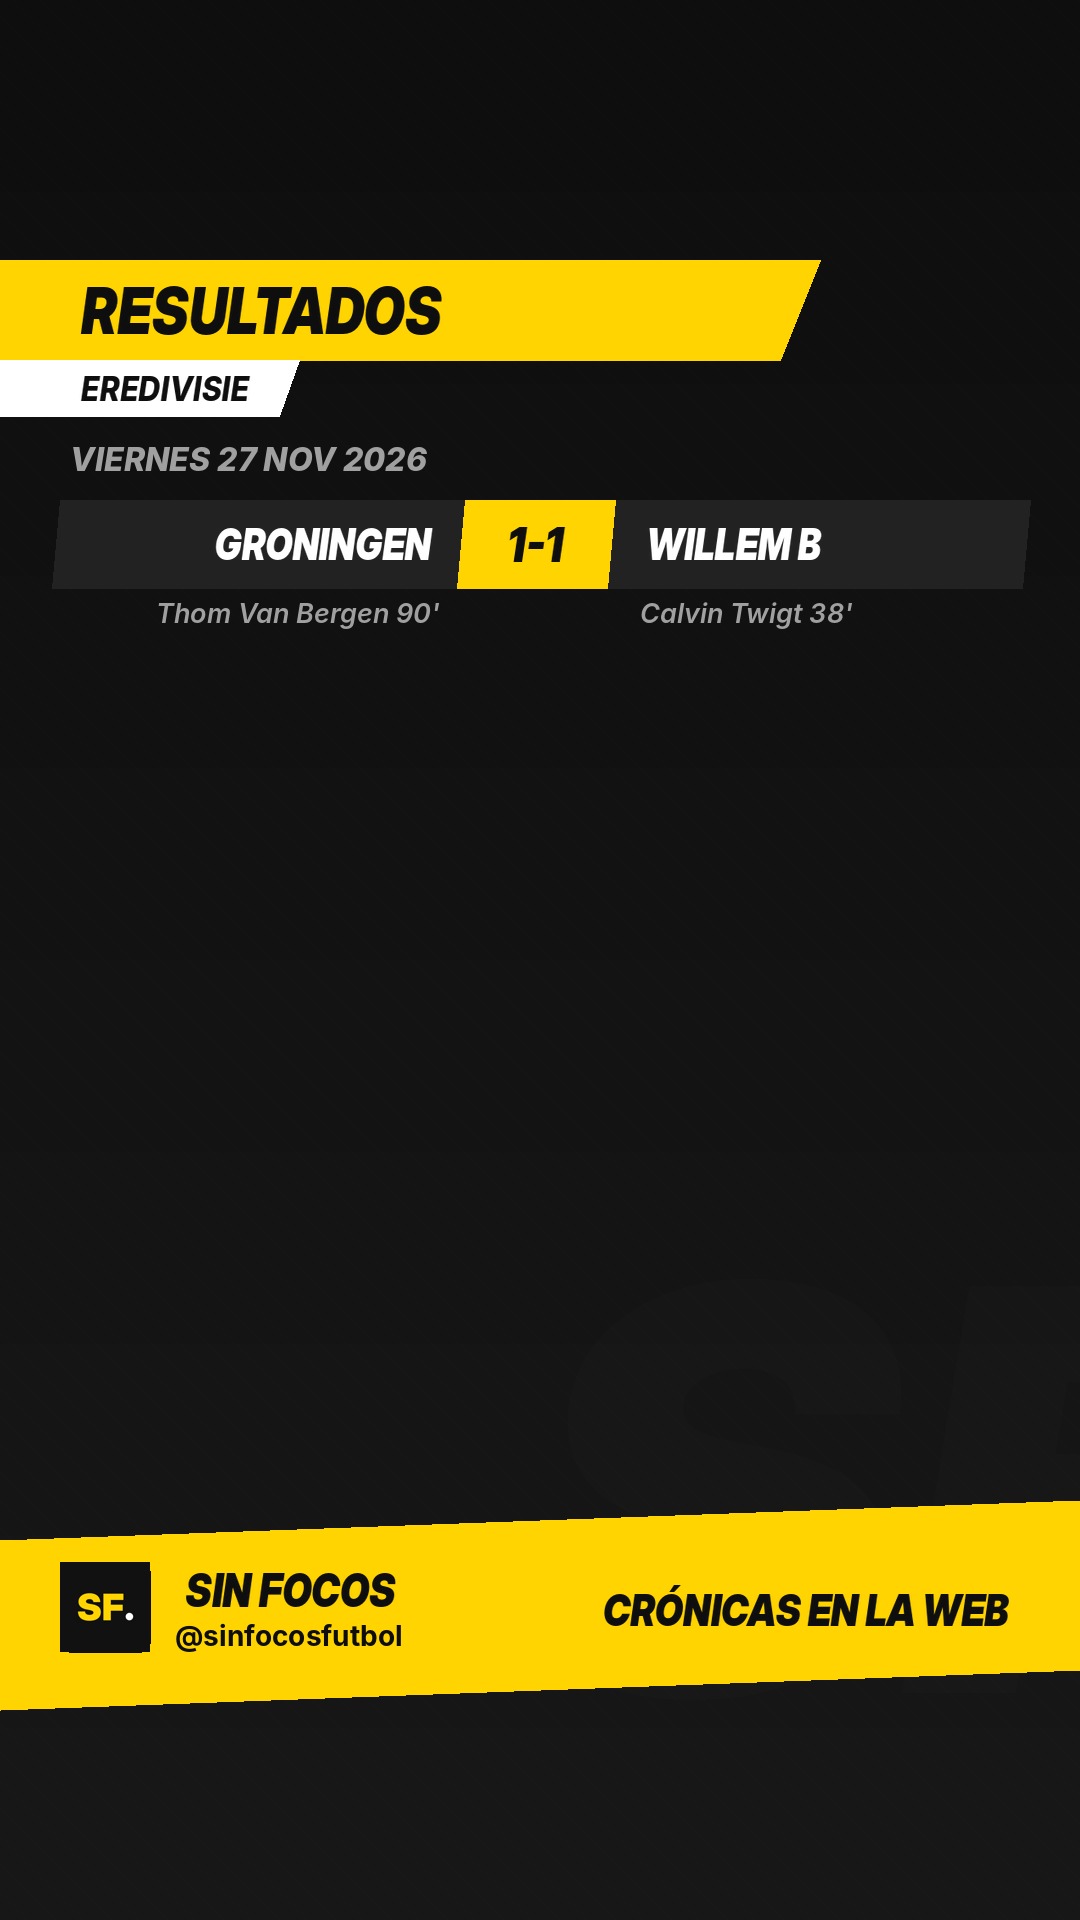 RESULTADOS
EREDIVISIE
VIERNES 27 NOV 2026
GRONINGEN 1-1 WILLEM B
Thom Van Bergen 90' Calvin Twigt 38'
SF
SF. SIN FOCOS
@sinfocosfutbol
CRÓNICAS EN LA WEB